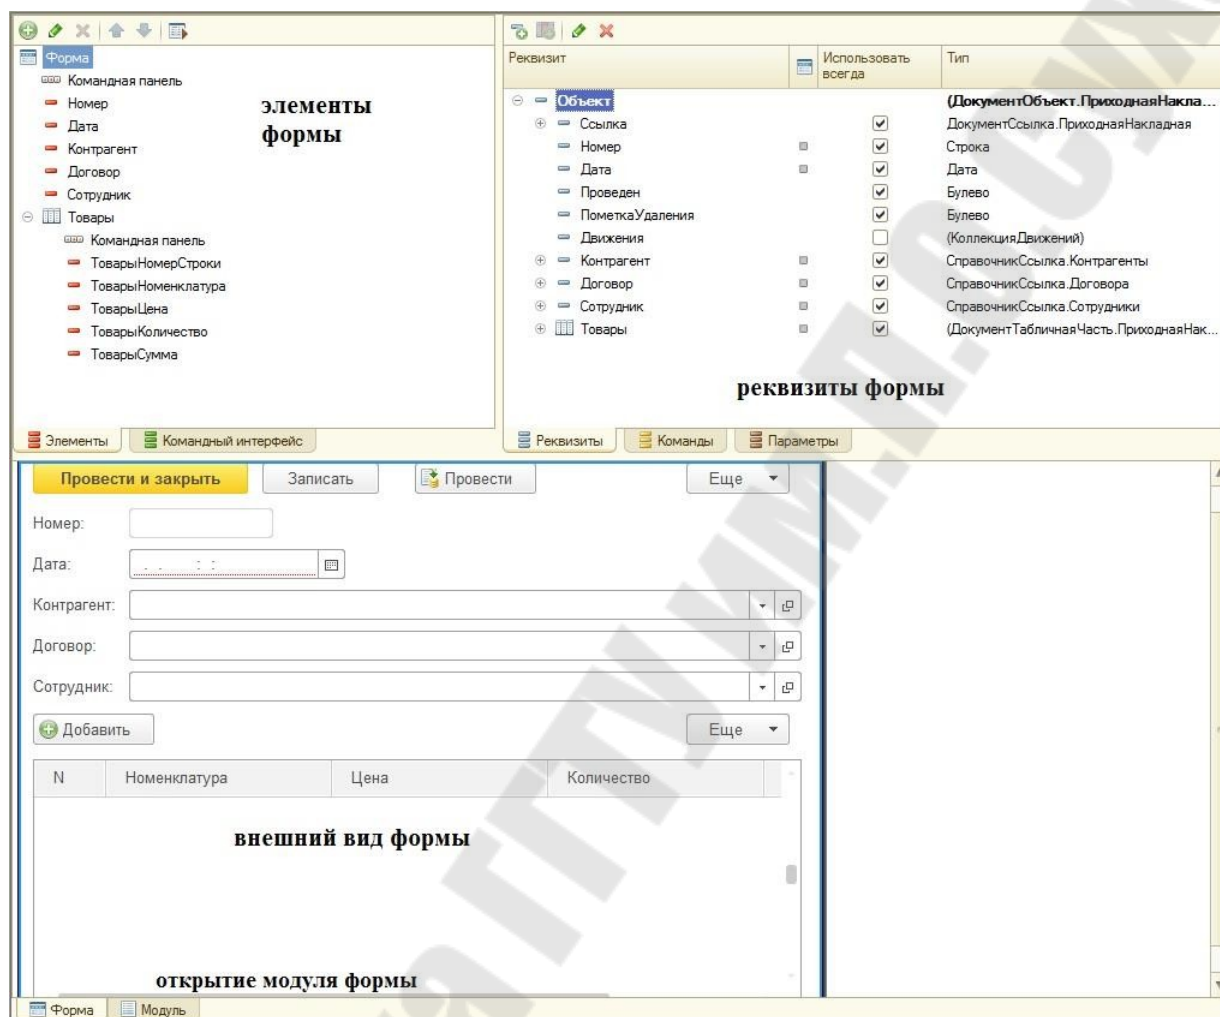 Форма
Командная панель
Номер
Дата
Контрагент
Договор
Сотрудник
Товары
Командная панель
ТоварыНомерСтроки
ТоварыНоменклатура
ТоварыЦена
ТоварыКоличество
ТоварыСумма
элементы
формы
Элементы Командный интерфейс
Реквизит Использовать всегда Тип
Объект (ДокументОбъект.ПриходнаяНакла...
Ссылка ДокументСсылка.ПриходнаяНакладная
Номер Строка
Дата Дата
Проведен Булево
ПометкаУдаления Булево
Движения (КоллекцияДвижений)
Контрагент СправочникСсылка.Контрагенты
Договор СправочникСсылка.Договора
Сотрудник СправочникСсылка.Сотрудники
Товары (ДокументТабличнаяЧасть.ПриходнаяНак...
реквизиты формы
Реквизиты Команды Параметры
Провести и закрыть Записать Провести Еще
Номер:
Дата: . . : :
Контрагент:
Договор:
Сотрудник:
Добавить Еще
N Номенклатура Цена Количество
внешний вид формы
открытие модуля формы
Форма Модуль